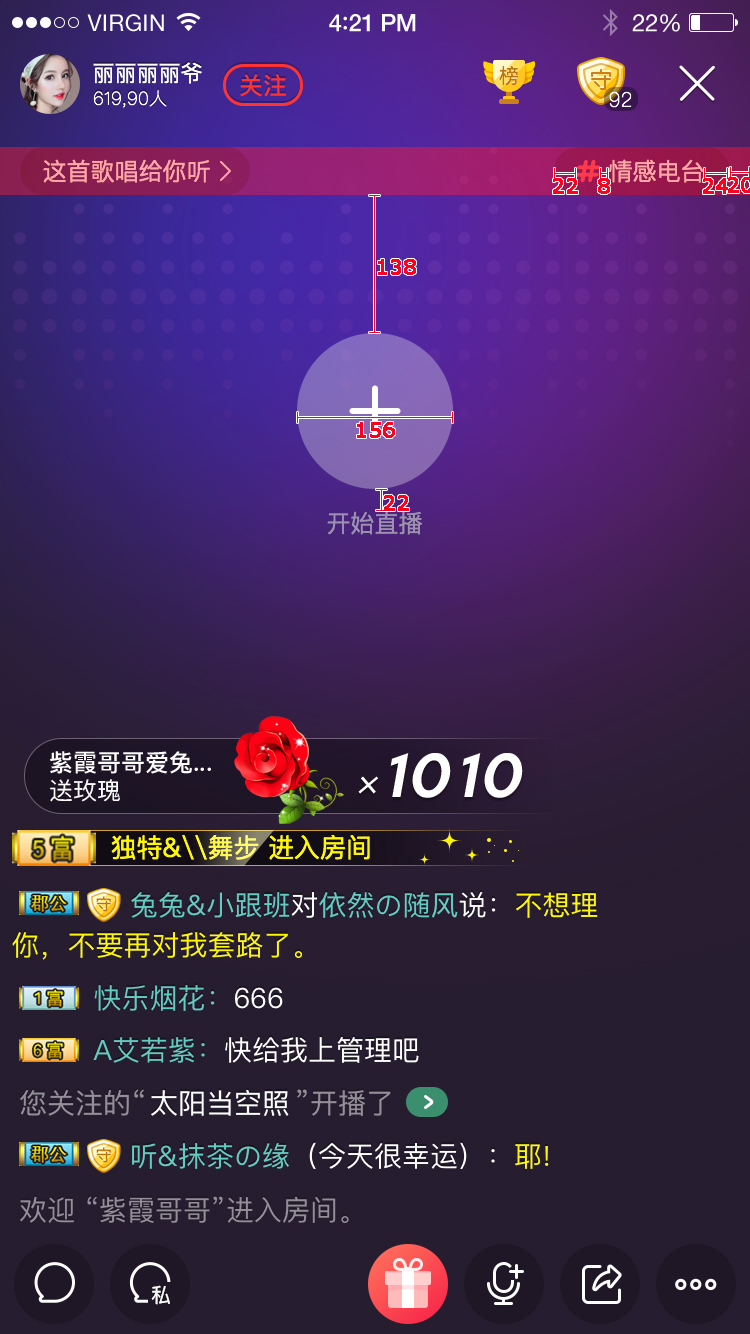 VIRGIN 4:21 PM 22%
丽丽丽丽爷 关注 榜 守
619,90人 92
这首歌唱给你听 #情感电台
22 8 24 20
138
156
22
开始直播
紫霞哥哥爱兔...
送玫瑰 ×1010
5富 独特&\\舞步 进入房间
郡公 守 兔兔&小跟班对依然の随风说：不想理
你，不要再对我套路了。
1富 快乐烟花：666
6富 A艾若紫：快给我上管理吧
您关注的“太阳当空照”开播了
郡公 守 听&抹茶の缘（今天很幸运）：耶!
欢迎 “紫霞哥哥”进入房间。
私